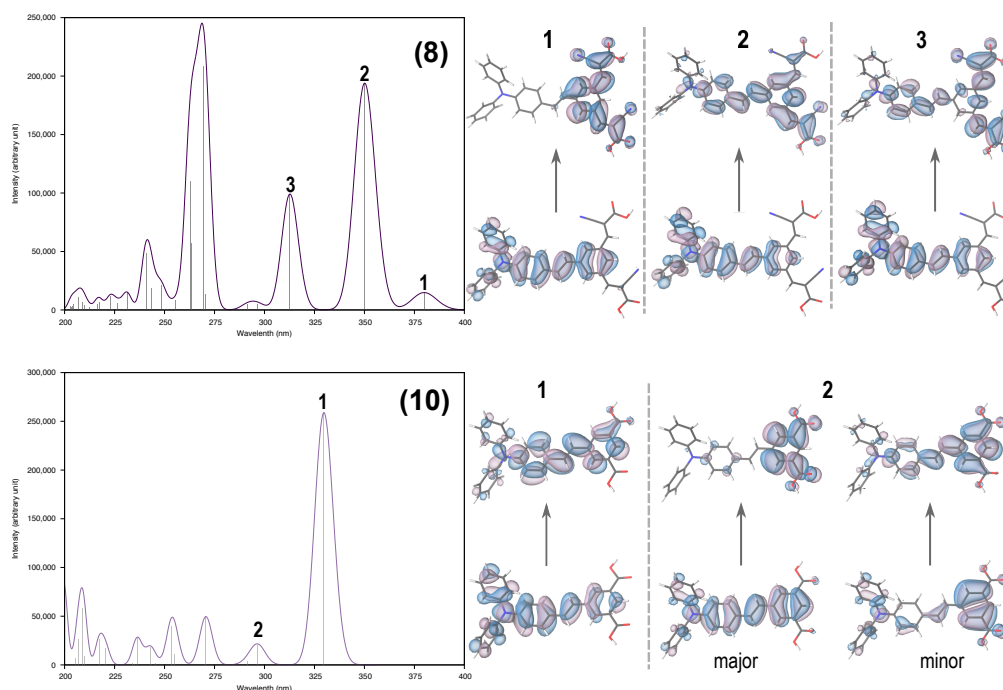 (8)
Intensity (arbitrary unit)
250,000
200,000
150,000
100,000
50,000
0
200 225 250 275 300 325 350 375 400
Wavelenth (nm)
1
2
3
1 2 3
(10)
Intensity (arbitrary unit)
300,000
250,000
200,000
150,000
100,000
50,000
0
200 225 250 275 300 325 350 375 400
Wavelenth (nm)
1
2
1 2
major minor